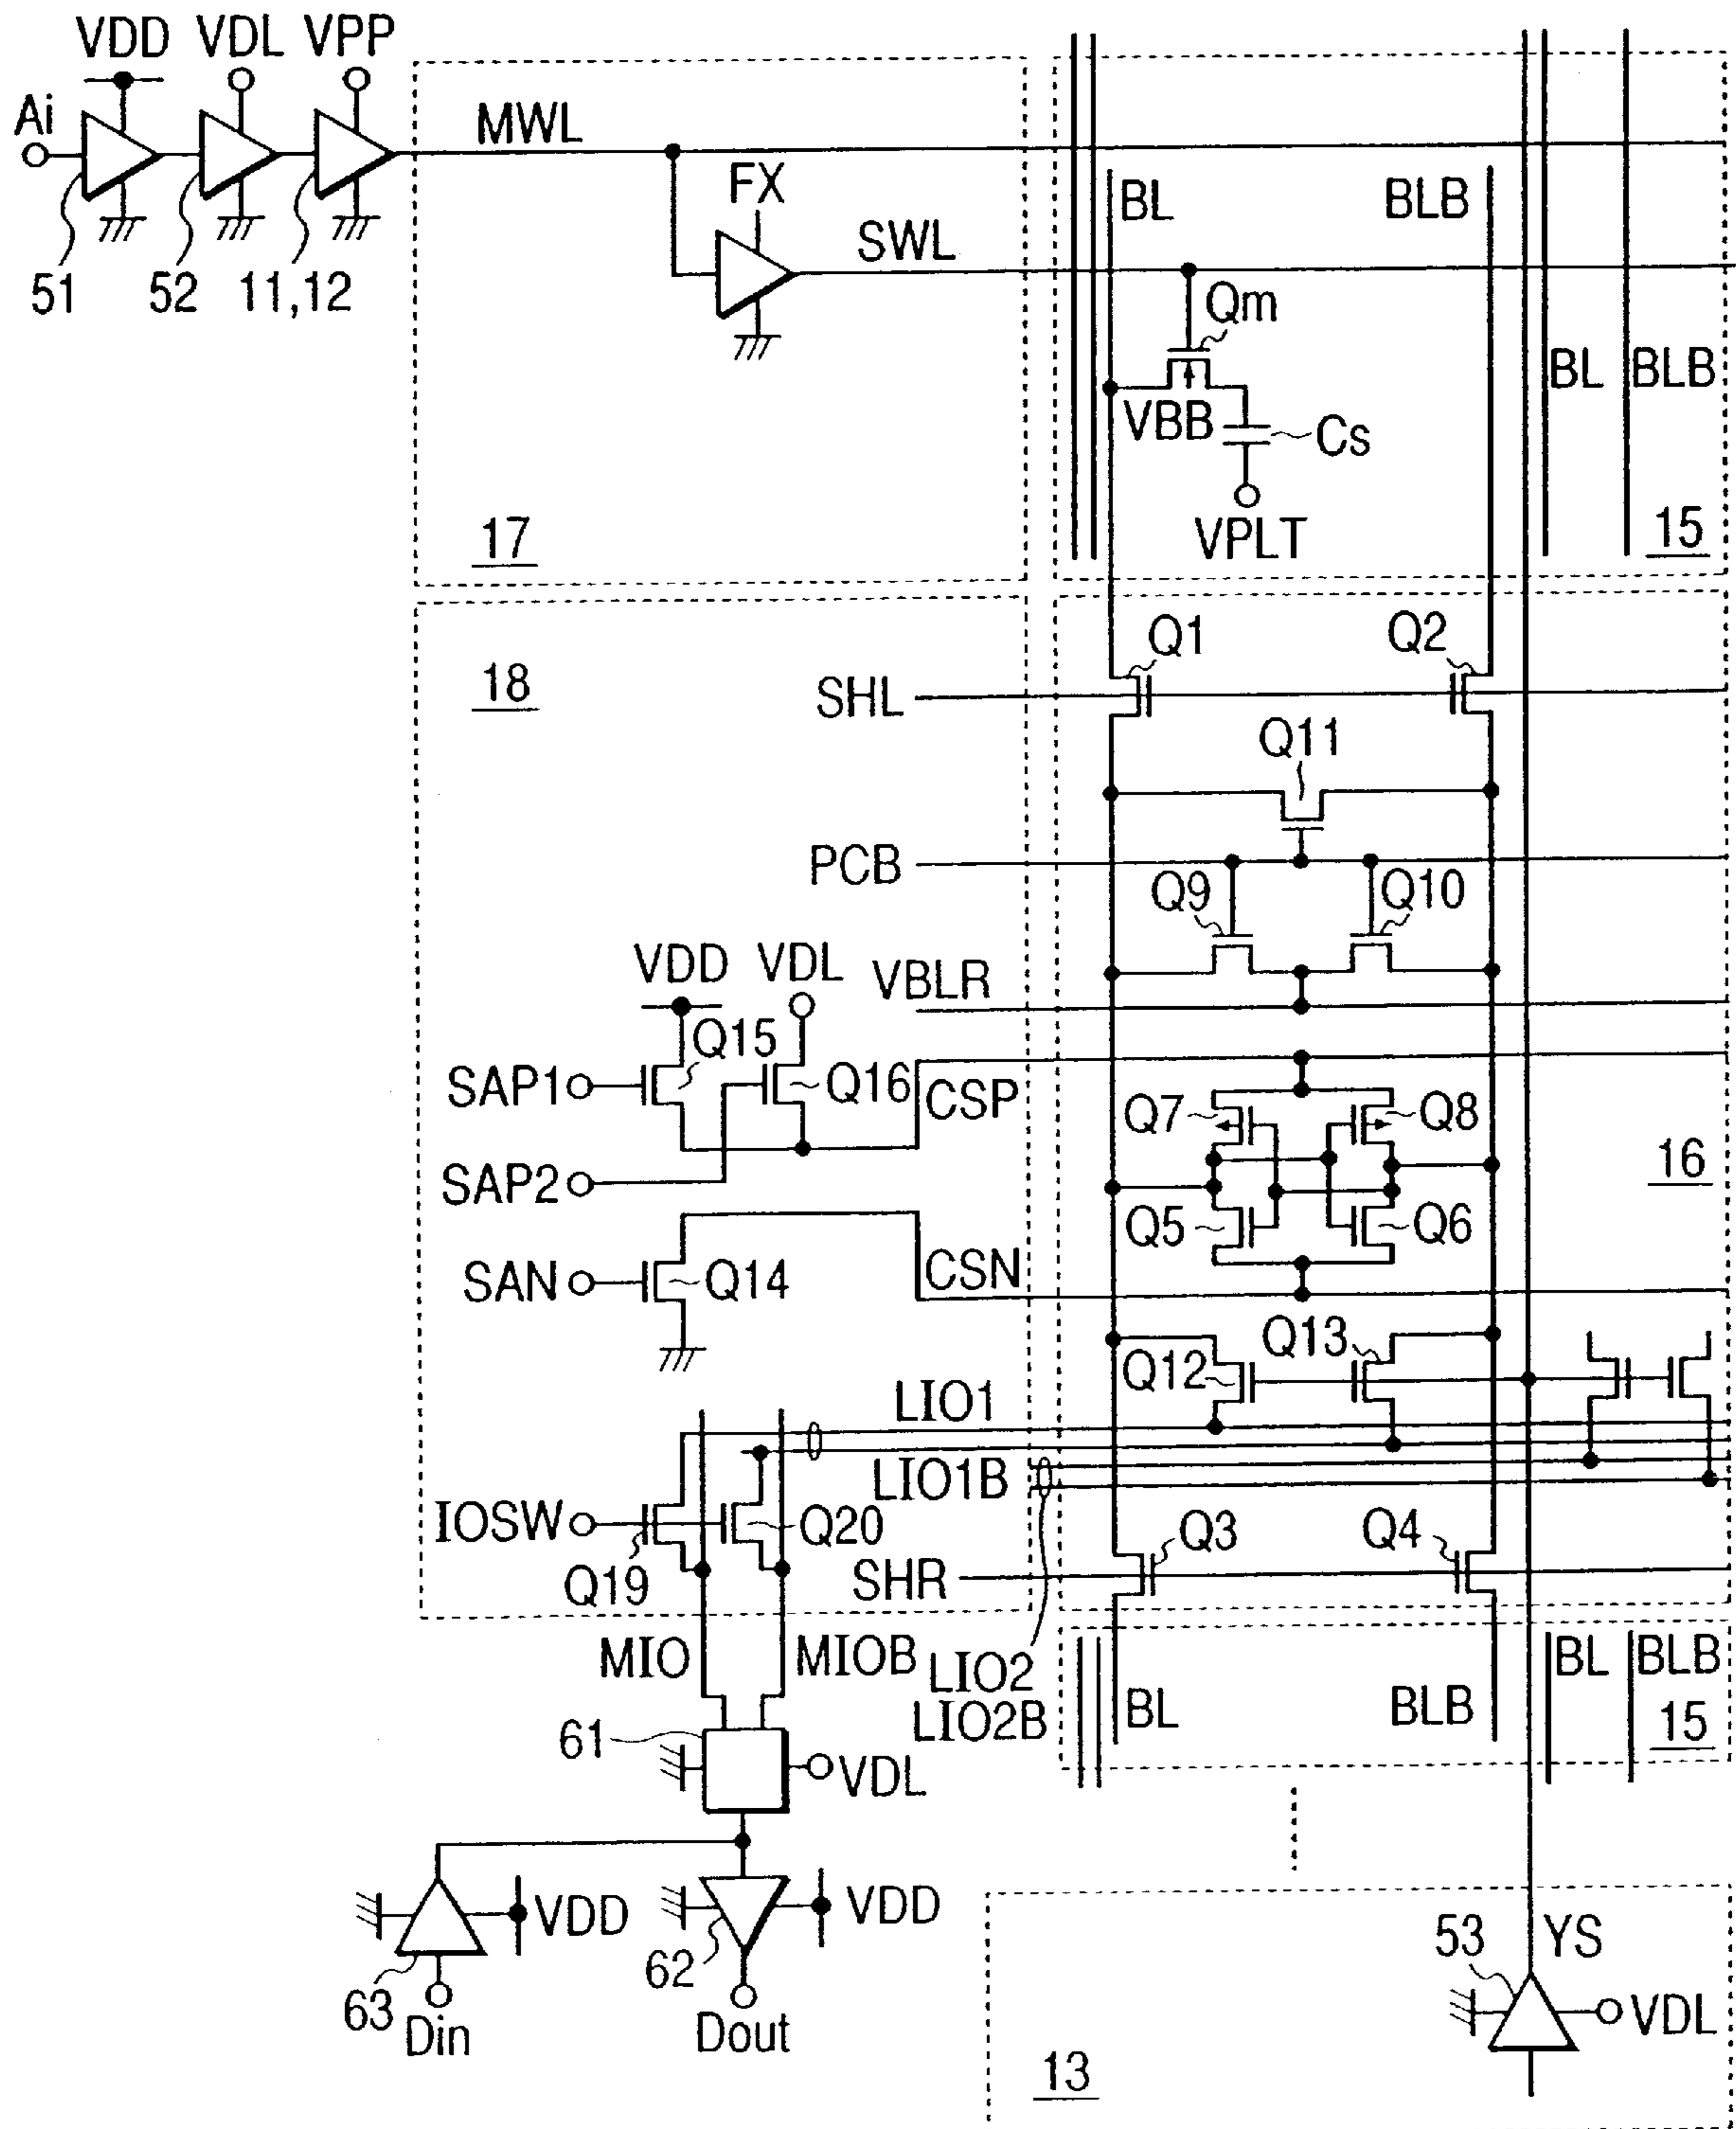 VDD VDL VPP
Ai
MWL
51 52 11,12
FX
SWL
BL BLB
Qm
VBB
Cs
VPLT
BL BLB
17
15
18
SHL
Q1 Q2
Q11
PCB
Q9 Q10
VDD VDL
VBLR
Q15
SAP1
Q16
CSP
Q7 Q8
SAP2
16
Q5 Q6
SAN
Q14
CSN
Q12 Q13
LIO1
LIO1B
IOSW
Q19
Q20
SHR
Q3 Q4
MIO MIOB
LIO2
LIO2B
BL BLB
BL BLB
15
61
VDL
VDD
VDD
63
62
Din
Dout
53
YS
VDL
13